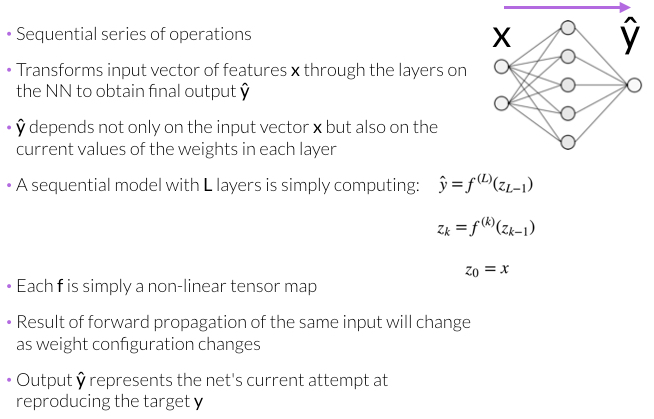 • Sequential series of operations
x
ŷ
• Transforms input vector of features x through the layers on
the NN to obtain final output ŷ
• ŷ depends not only on the input vector x but also on the
current values of the weights in each layer
• A sequential model with L layers is simply computing: ŷ = f^(L)(z_{L−1})
z_k = f^(k)(z_{k−1})
z_0 = x
• Each f is simply a non-linear tensor map
• Result of forward propagation of the same input will change
as weight configuration changes
• Output ŷ represents the net's current attempt at
reproducing the target y